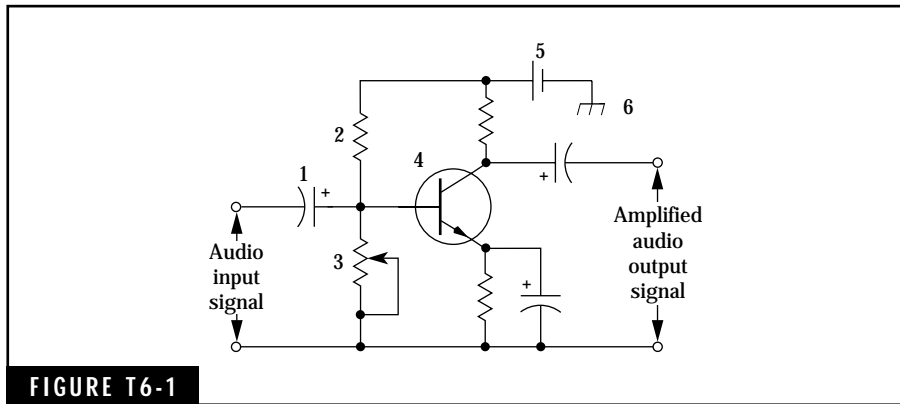 5
6
2
4
1
+
+
Audio
input
signal
3
Amplified
audio
output
signal
+
FIGURE T6-1